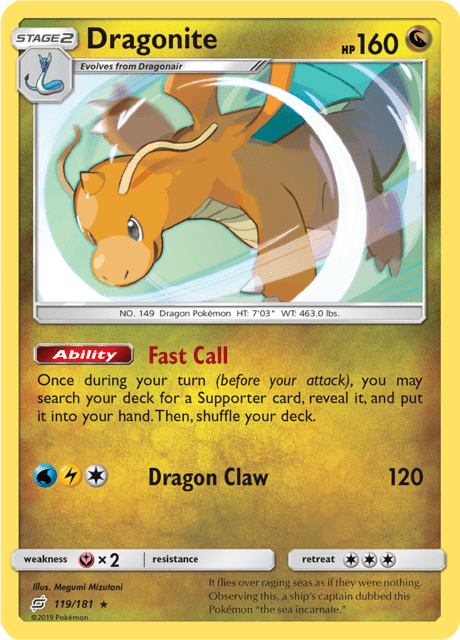 STAGE 2 Dragonite HP 160
Evolves from Dragonair
NO. 149 Dragon Pokémon HT: 7'03" WT: 463.0 lbs.
Ability Fast Call
Once during your turn (before your attack), you may
search your deck for a Supporter card, reveal it, and put
it into your hand. Then, shuffle your deck.
Dragon Claw 120
weakness × 2 resistance retreat
Illus. Megumi Mizutani
119/181
©2019 Pokémon
It flies over raging seas as if they were nothing.
Observing this, a ship's captain dubbed this
Pokémon "the sea incarnate."